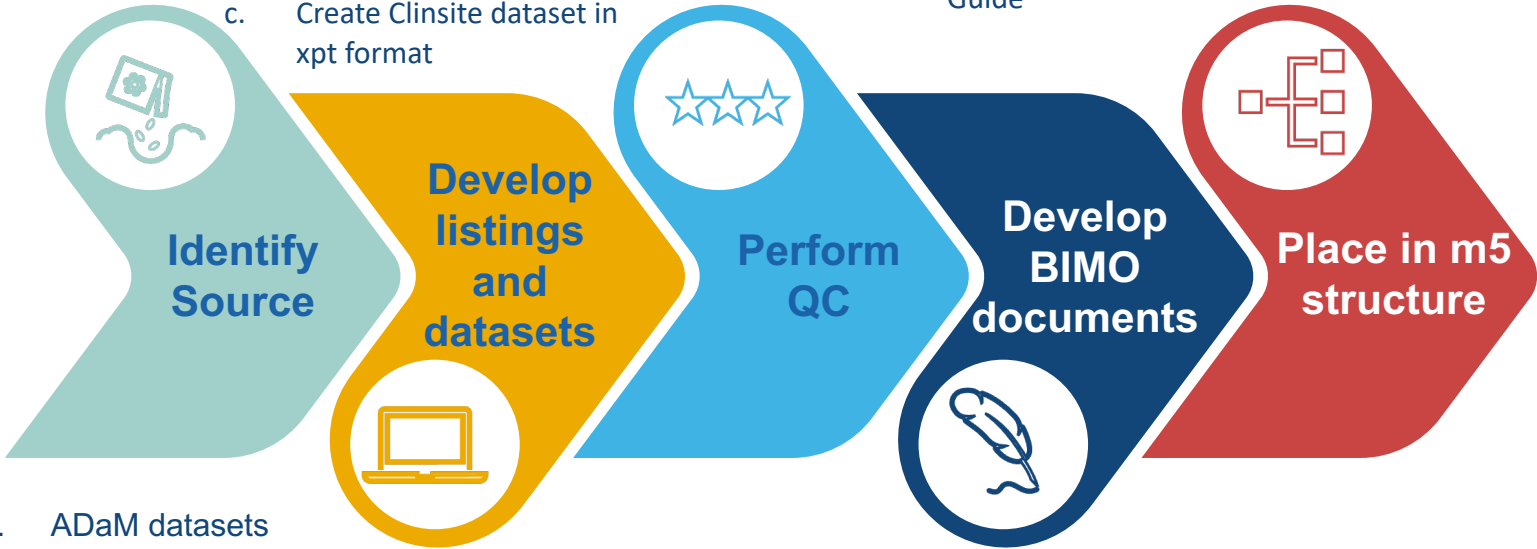 c. Create Clinsite dataset in
xpt format
Guide
Identify
Source
Develop
listings
and
datasets
Perform
QC
Develop
BIMO
documents
Place in m5
structure
. ADaM datasets